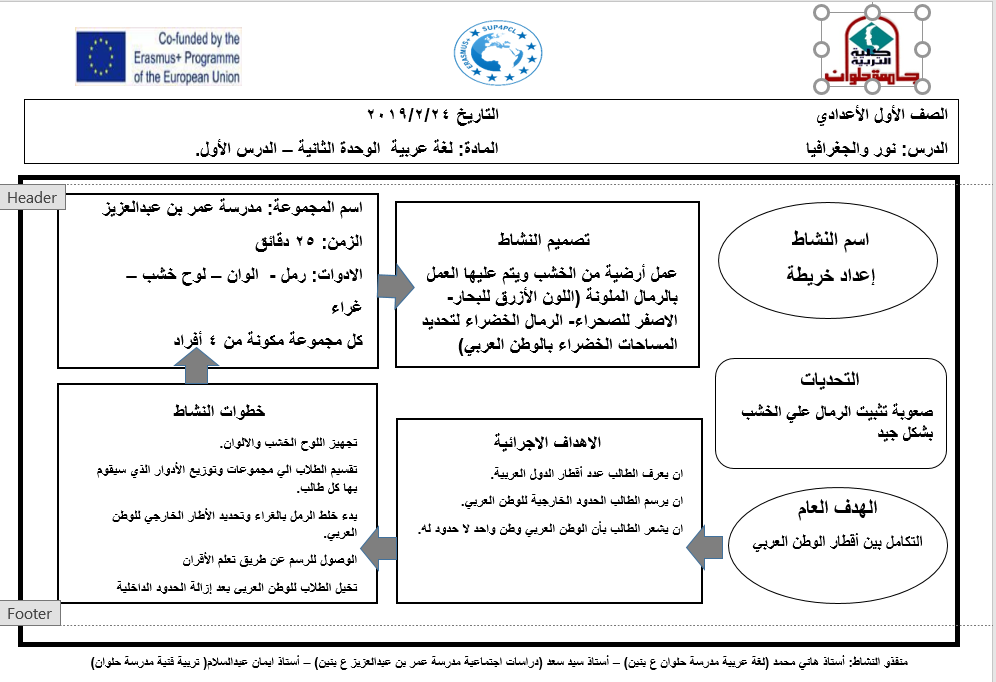 Co-funded by the
Erasmus+ Programme
of the European Union
SUP4PCL
ERASMUS+
كلية
التربية
جامعة حلوان
الصف الأول الأعدادي
التاريخ ٢٠١٩/٢/٢٤
الدرس: نور والجغرافيا
المادة: لغة عربية الوحدة الثانية – الدرس الأول.
Header
اسم النشاط
إعداد خريطة
تصميم النشاط
عمل أرضية من الخشب ويتم عليها العمل
بالرمال الملونة (اللون الأزرق للبحار-
الاصفر للصحراء- الرمال الخضراء لتحديد
المساحات الخضراء بالوطن العربي)
اسم المجموعة: مدرسة عمر بن عبدالعزيز
الزمن: ٢٥ دقائق
الادوات: رمل - الوان – لوح خشب –
غراء
كل مجموعة مكونة من ٤ أفراد
التحديات
صعوبة تثبيت الرمال علي الخشب
بشكل جيد
الهدف العام
التكامل بين أقطار الوطن العربي
الاهداف الاجرائية
ان يعرف الطالب عدد أقطار الدول العربية.
ان يرسم الطالب الحدود الخارجية للوطن العربي.
ان يشعر الطالب بأن الوطن العربي وطن واحد لا حدود له.
خطوات النشاط
تجهيز اللوح الخشب والالوان.
تقسيم الطلاب الي مجموعات وتوزيع الأدوار الذي سيقوم
بها كل طالب.
بدء خلط الرمل بالغراء وتحديد الأطار الخارجي للوطن
العربي.
الوصول للرسم عن طريق تعلم الأقران
تخيل الطلاب للوطن العربي بعد إزالة الحدود الداخلية
Footer
منفذو النشاط: أستاذ هاني محمد (لغة عربية مدرسة حلوان ع بنين) – أستاذ سيد سعد (دراسات اجتماعية مدرسة عمر بن عبدالعزيز ع بنين) – أستاذ ايمان عبدالسلام( تربية فنية مدرسة حلوان)